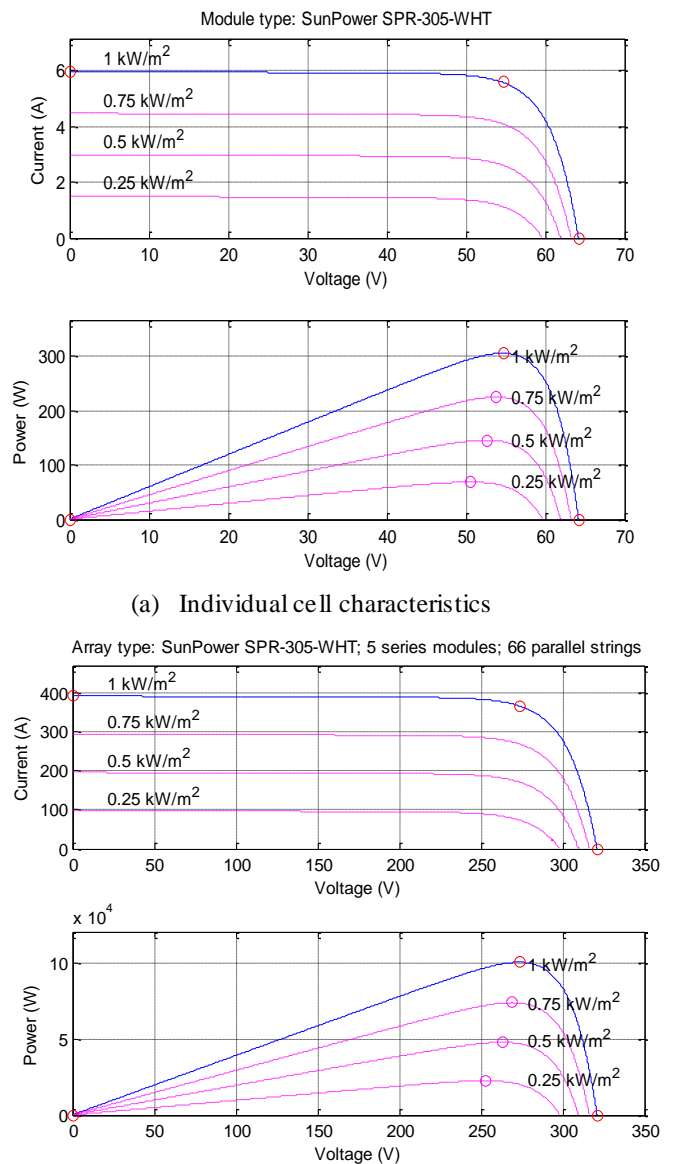 Module type: SunPower SPR-305-WHT
6
4
2
0
Current (A)
1 kW/m²
0.75 kW/m²
0.5 kW/m²
0.25 kW/m²
0 10 20 30 40 50 60 70
Voltage (V)
300
200
100
0
Power (W)
1 kW/m²
0.75 kW/m²
0.5 kW/m²
0.25 kW/m²
0 10 20 30 40 50 60 70
Voltage (V)
(a) Individual cell characteristics
Array type: SunPower SPR-305-WHT; 5 series modules; 66 parallel strings
400
300
200
100
0
Current (A)
1 kW/m²
0.75 kW/m²
0.5 kW/m²
0.25 kW/m²
0 50 100 150 200 250 300 350
Voltage (V)
x 10⁴
10
5
0
Power (W)
1 kW/m²
0.75 kW/m²
0.5 kW/m²
0.25 kW/m²
0 50 100 150 200 250 300 350
Voltage (V)